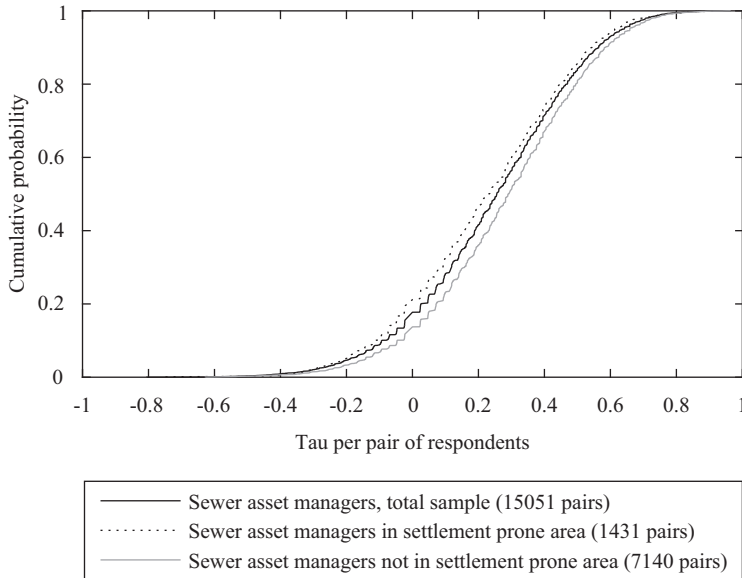 1
0.8
0.6
0.4
0.2
0
Cumulative probability
-1 -0.8 -0.6 -0.4 -0.2 0 0.2 0.4 0.6 0.8 1
Tau per pair of respondents
Sewer asset managers, total sample (15051 pairs)
Sewer asset managers in settlement prone area (1431 pairs)
Sewer asset managers not in settlement prone area (7140 pairs)